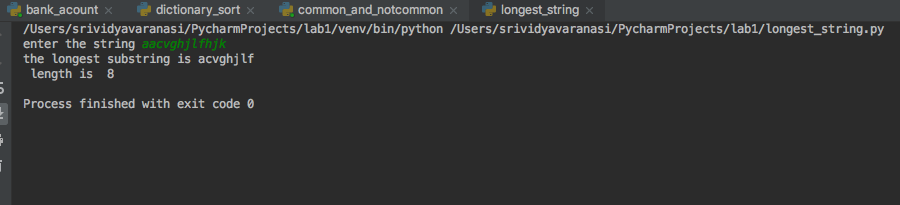 bank_acount × dictionary_sort × common_and_notcommon × longest_string ×
/Users/srividyavaranasi/PycharmProjects/lab1/venv/bin/python /Users/srividyavaranasi/PycharmProjects/lab1/longest_string.py
enter the string aacvghjlfhjk
the longest substring is acvghjlf
length is 8
Process finished with exit code 0